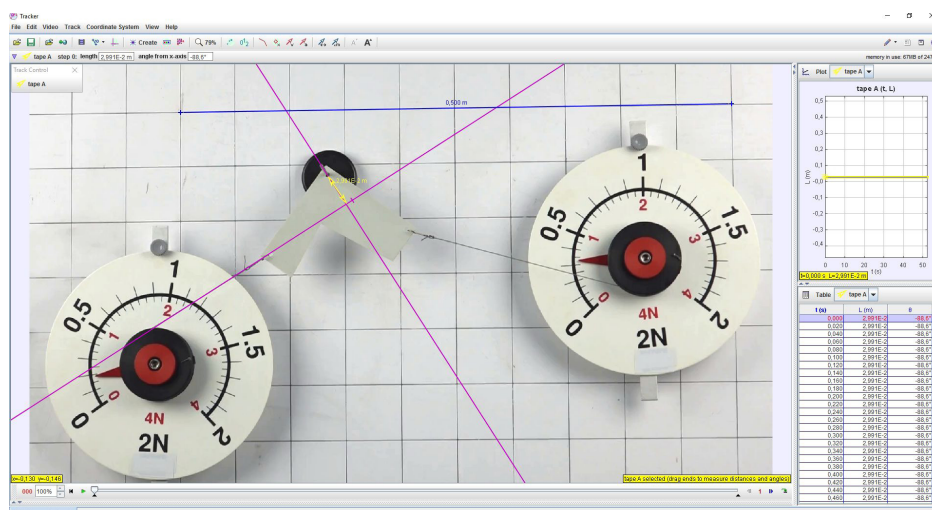 Tracker
File Edit Video Track Coordinate System View Help
Create 79%
tape A step 0: length 2,991E-2 m angle from x-axis -88,6°
memory in use: 67MB of 247
Track Control
tape A
Plot tape A
tape A (t, L)
L (m)
0,5
0,4
0,3
0,2
0,1
-0,0
-0,1
-0,2
-0,3
-0,4
0 10 20 30 40 50
t (s)
t=0,000 s L=2,991E-2 m
0,500 m
2,991E-2 m
0 0.5 1 1.5 2
0 1 2 3 4
4N
2N
0 0.5 1 1.5 2
0 1 2 3 4
4N
2N
Table tape A
t (s) L (m) θ
0,000 2,991E-2 -88,6°
0,020 2,991E-2 -88,6°
0,040 2,991E-2 -88,6°
0,060 2,991E-2 -88,6°
0,080 2,991E-2 -88,6°
0,100 2,991E-2 -88,6°
0,120 2,991E-2 -88,6°
0,140 2,991E-2 -88,6°
0,160 2,991E-2 -88,6°
0,180 2,991E-2 -88,6°
0,200 2,991E-2 -88,6°
0,220 2,991E-2 -88,6°
0,240 2,991E-2 -88,6°
0,260 2,991E-2 -88,6°
0,280 2,991E-2 -88,6°
0,300 2,991E-2 -88,6°
0,320 2,991E-2 -88,6°
0,340 2,991E-2 -88,6°
0,360 2,991E-2 -88,6°
0,380 2,991E-2 -88,6°
0,400 2,991E-2 -88,6°
0,420 2,991E-2 -88,6°
0,440 2,991E-2 -88,6°
0,460 2,991E-2 -88,6°
x=-0,130 y=-0,146
tape A selected (drag ends to measure distances and angles)
000 100% 1